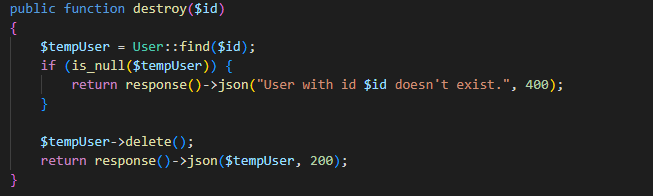 public function destroy($id)
{
    $tempUser = User::find($id);
    if (is_null($tempUser)) {
        return response()->json("User with id $id doesn't exist.", 400);
    }

    $tempUser->delete();
    return response()->json($tempUser, 200);
}